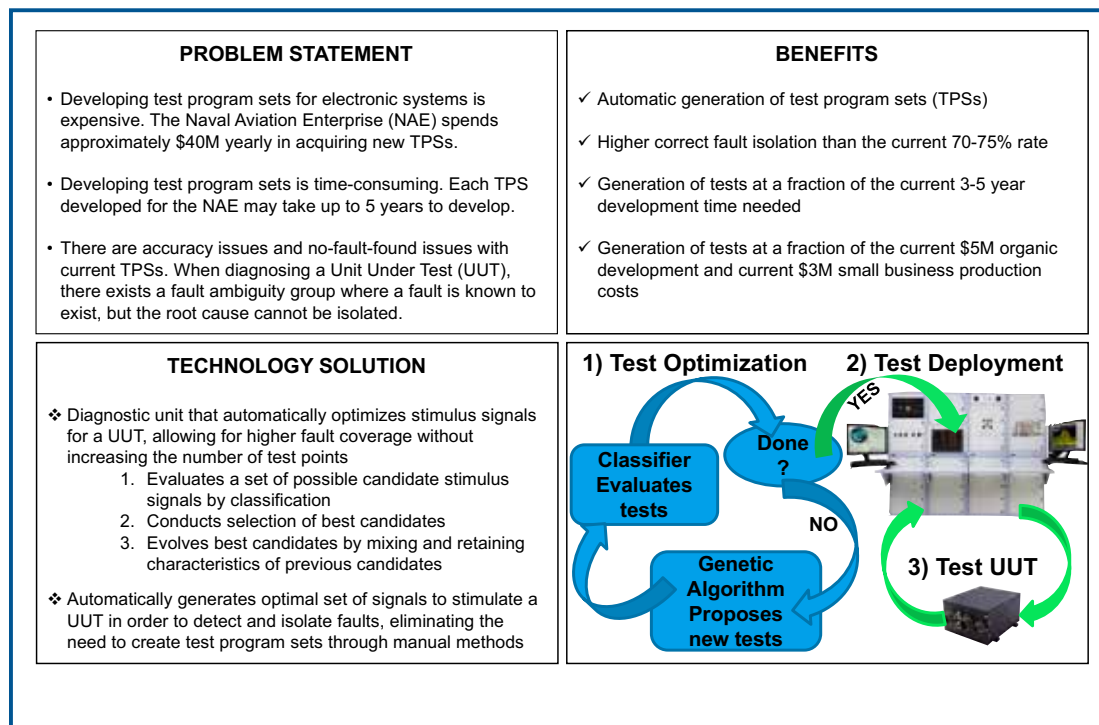 PROBLEM STATEMENT
• Developing test program sets for electronic systems is
expensive. The Naval Aviation Enterprise (NAE) spends
approximately $40M yearly in acquiring new TPSs.
• Developing test program sets is time-consuming. Each TPS
developed for the NAE may take up to 5 years to develop.
• There are accuracy issues and no-fault-found issues with
current TPSs. When diagnosing a Unit Under Test (UUT),
there exists a fault ambiguity group where a fault is known to
exist, but the root cause cannot be isolated.
BENEFITS
✓ Automatic generation of test program sets (TPSs)
✓ Higher correct fault isolation than the current 70-75% rate
✓ Generation of tests at a fraction of the current 3-5 year
development time needed
✓ Generation of tests at a fraction of the current $5M organic
development and current $3M small business production
costs
TECHNOLOGY SOLUTION
❖ Diagnostic unit that automatically optimizes stimulus signals
for a UUT, allowing for higher fault coverage without
increasing the number of test points
1. Evaluates a set of possible candidate stimulus
signals by classification
2. Conducts selection of best candidates
3. Evolves best candidates by mixing and retaining
characteristics of previous candidates
❖ Automatically generates optimal set of signals to stimulate a
UUT in order to detect and isolate faults, eliminating the
need to create test program sets through manual methods
1) Test Optimization
Classifier
Evaluates
tests
Done
?
YES
NO
Genetic
Algorithm
Proposes
new tests
2) Test Deployment
3) Test UUT